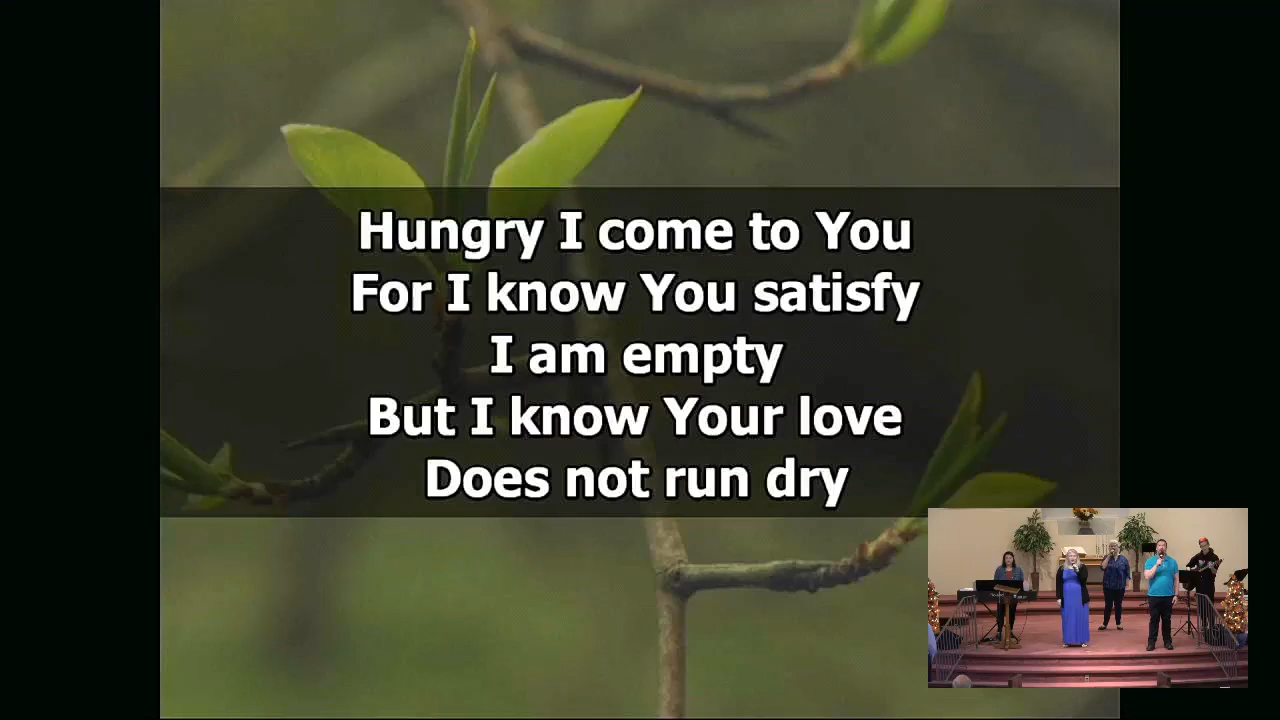 Hungry I come to You
For I know You satisfy
I am empty
But I know Your love
Does not run dry